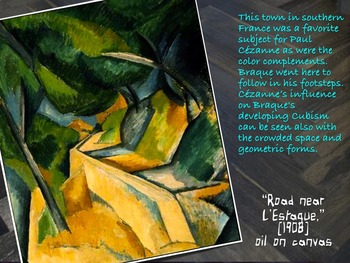 This town in southern
France was a favorite
subject for Paul
Cézanne as were the
color complements.
Braque went here to
follow in his footsteps.
Cézanne's influence
on Braque's
developing Cubism
can be seen also with
the crowded space and
geometric forms.
"Road near
L'Estaque,"
(1908)
oil on canvas